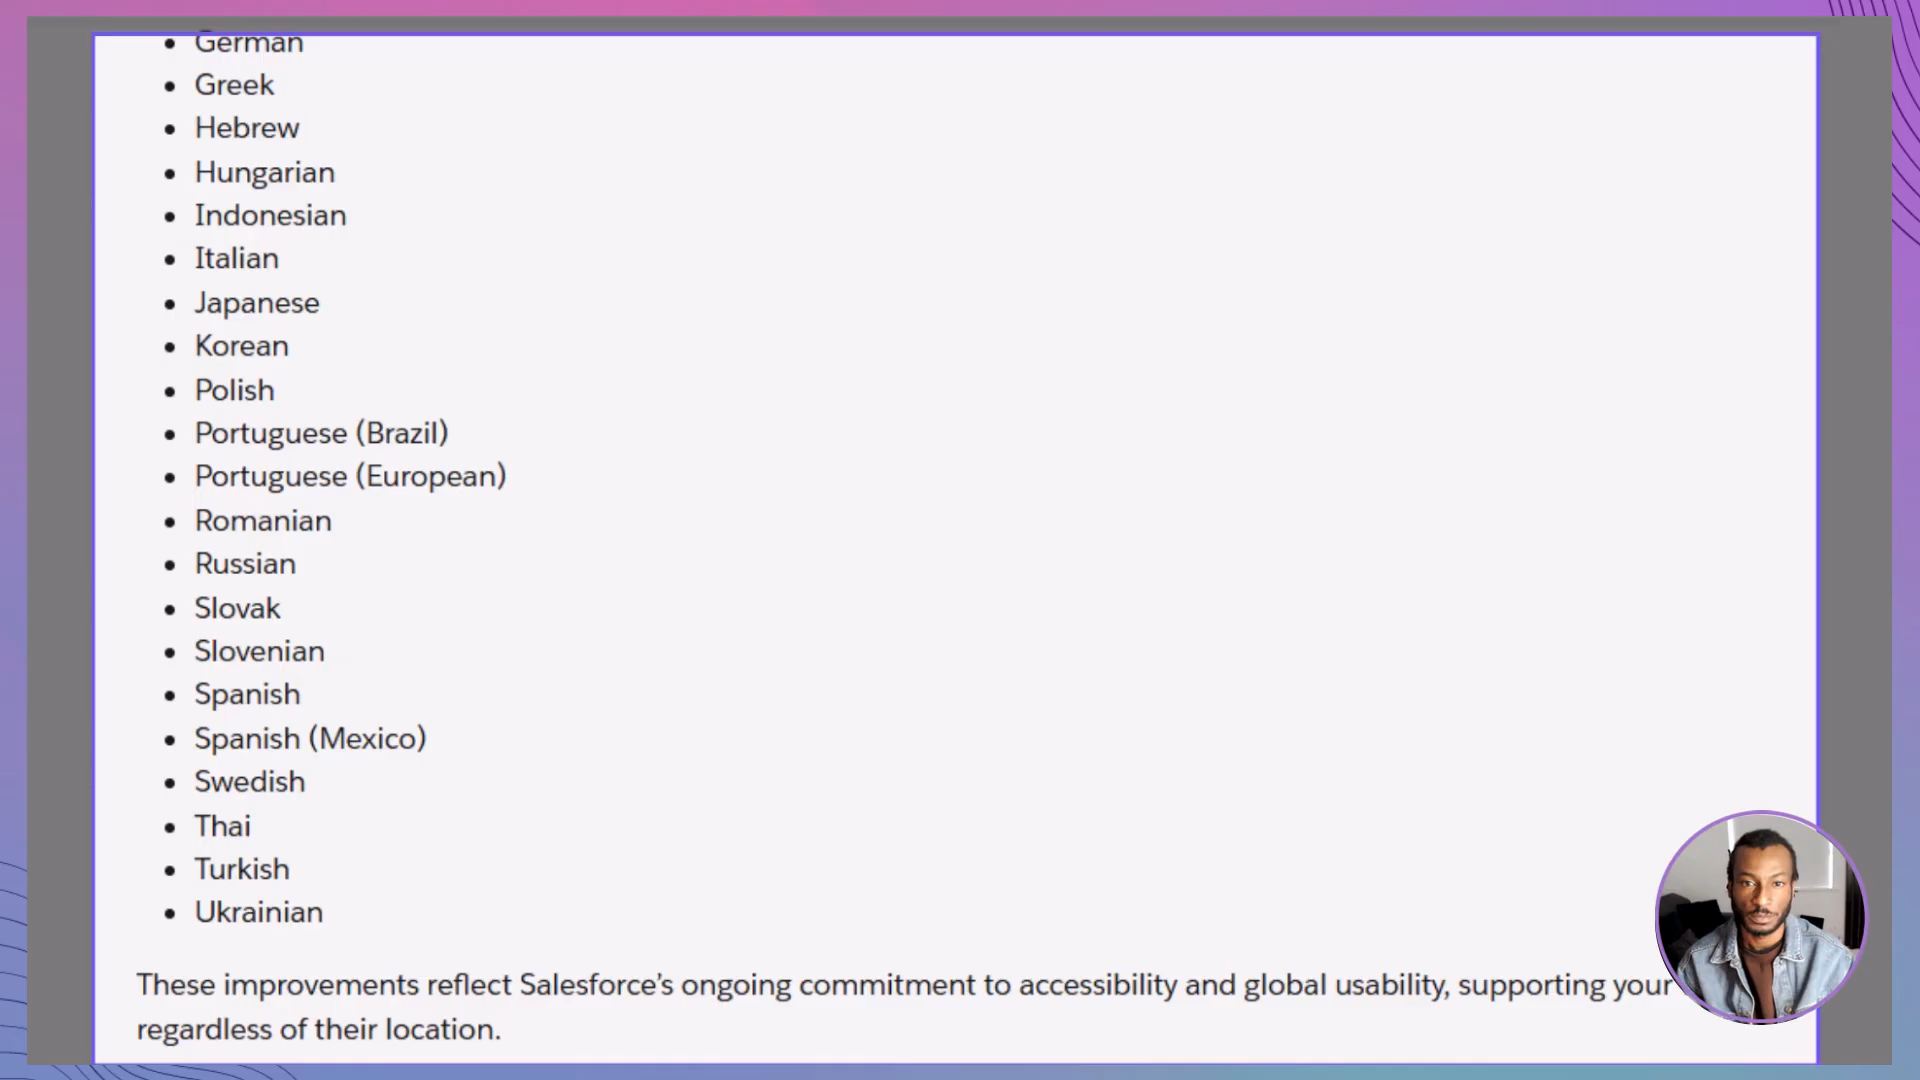 • German
• Greek
• Hebrew
• Hungarian
• Indonesian
• Italian
• Japanese
• Korean
• Polish
• Portuguese (Brazil)
• Portuguese (European)
• Romanian
• Russian
• Slovak
• Slovenian
• Spanish
• Spanish (Mexico)
• Swedish
• Thai
• Turkish
• Ukrainian
These improvements reflect Salesforce’s ongoing commitment to accessibility and global usability, supporting your
regardless of their location.